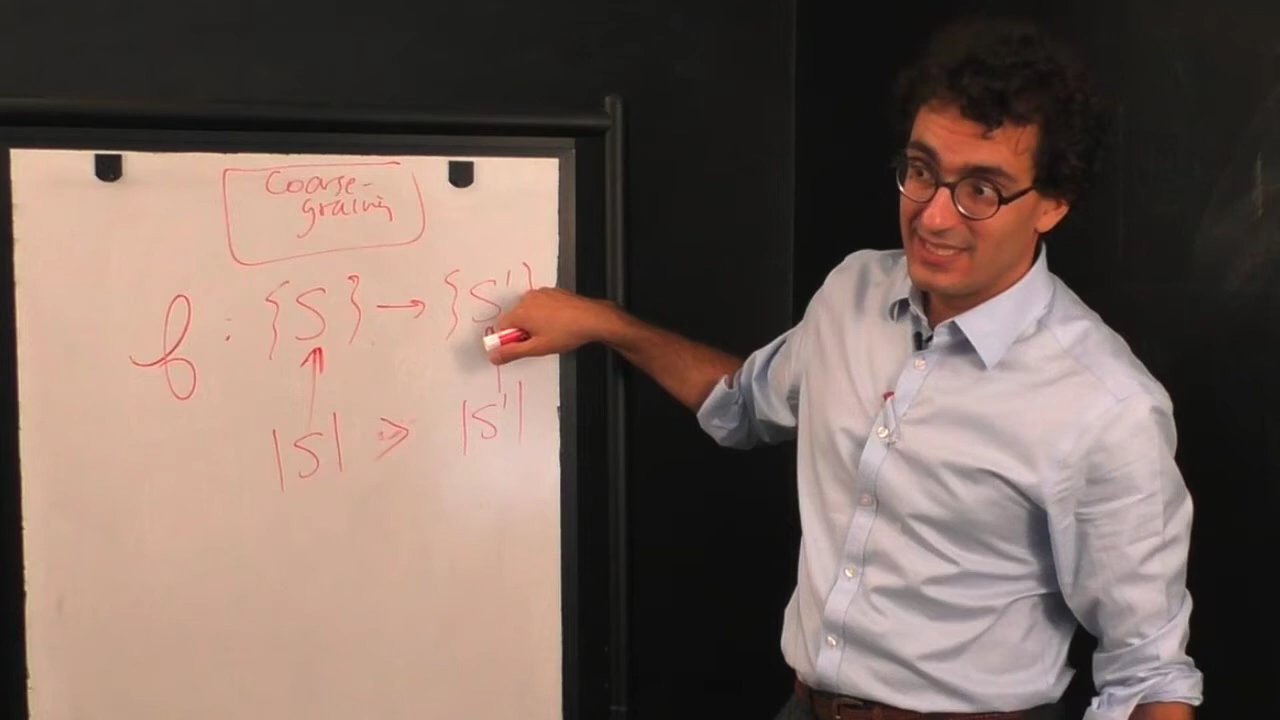 Coarse-
graining
f : {S} → {S'}
|S| > |S'|